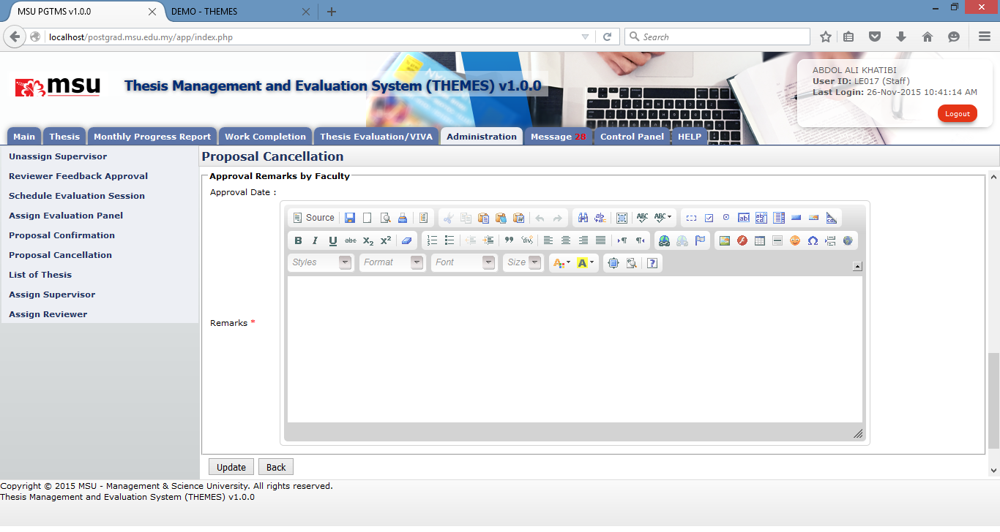 MSU PGTMS v1.0.0
DEMO - THEMES
localhost/postgrad.msu.edu.my/app/index.php
Search
msu
Thesis Management and Evaluation System (THEMES) v1.0.0
ABDOL ALI KHATIBI
User ID: LE017 (Staff)
Last Login: 26-Nov-2015 10:41:14 AM
Logout
Main Thesis Monthly Progress Report Work Completion Thesis Evaluation/VIVA Administration Message 28 Control Panel HELP
Unassign Supervisor
Reviewer Feedback Approval
Schedule Evaluation Session
Assign Evaluation Panel
Proposal Confirmation
Proposal Cancellation
List of Thesis
Assign Supervisor
Assign Reviewer
Proposal Cancellation
Approval Remarks by Faculty
Approval Date :
Source
Styles Format Font Size
Remarks *
Update Back
Copyright © 2015 MSU - Management & Science University. All rights reserved.
Thesis Management and Evaluation System (THEMES) v1.0.0